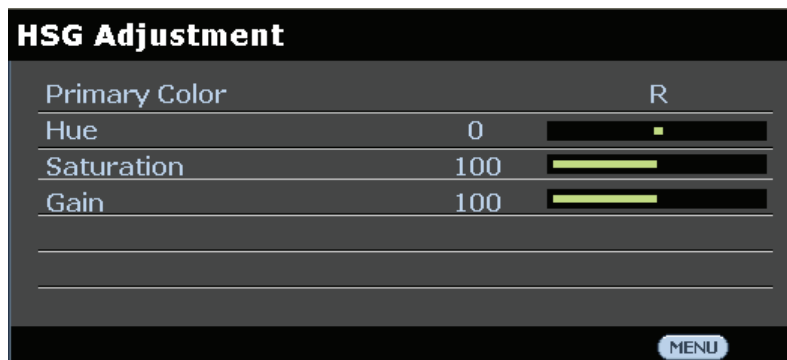 HSG Adjustment
Primary Color R
Hue 0
Saturation 100
Gain 100
MENU